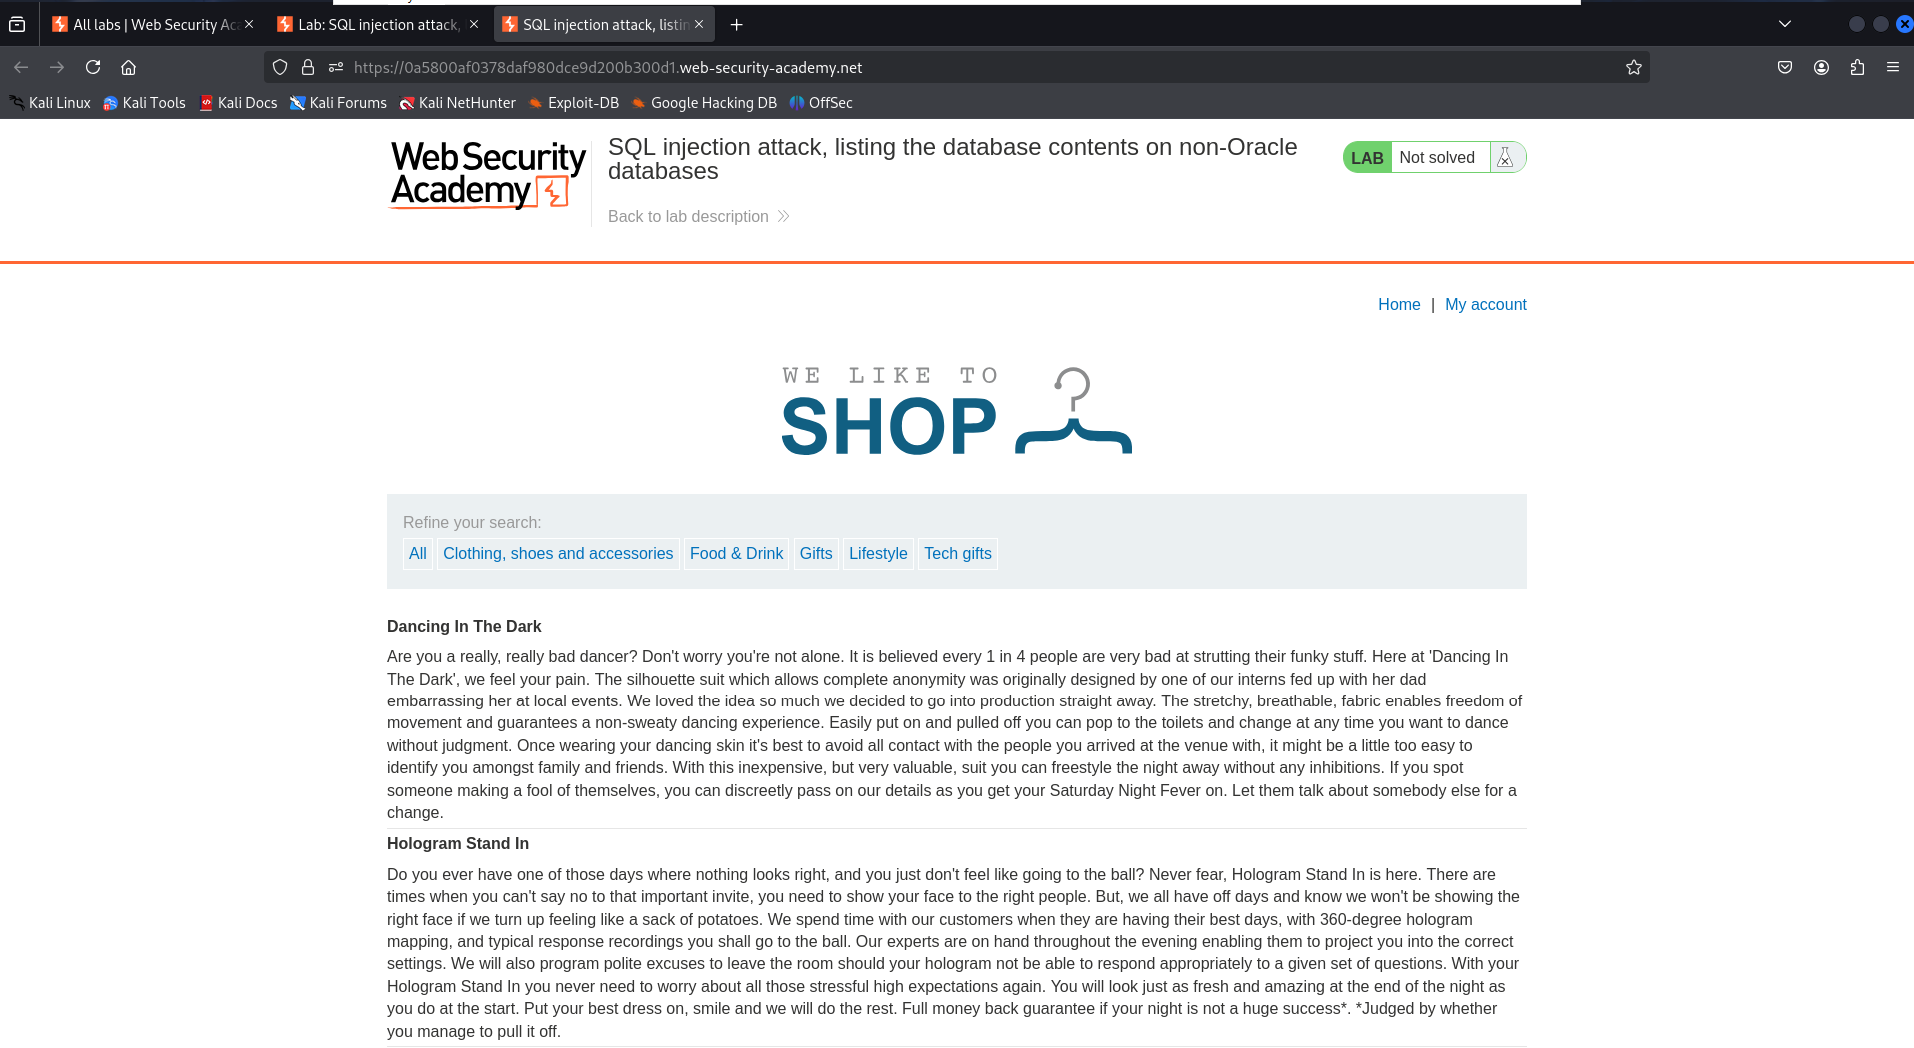 All labs | Web Security Ac
Lab: SQL injection attack,
SQL injection attack, listin
https://0a5800af0378daf980dce9d200b300d1.web-security-academy.net
Kali Linux Kali Tools Kali Docs Kali Forums Kali NetHunter Exploit-DB Google Hacking DB OffSec
Web Security
Academy
SQL injection attack, listing the database contents on non-Oracle
databases
Back to lab description
LAB Not solved
Home | My account
WE LIKE TO
SHOP
Refine your search:
All Clothing, shoes and accessories Food & Drink Gifts Lifestyle Tech gifts
Dancing In The Dark
Are you a really, really bad dancer? Don't worry you're not alone. It is believed every 1 in 4 people are very bad at strutting their funky stuff. Here at 'Dancing In
The Dark', we feel your pain. The silhouette suit which allows complete anonymity was originally designed by one of our interns fed up with her dad
embarrassing her at local events. We loved the idea so much we decided to go into production straight away. The stretchy, breathable, fabric enables freedom of
movement and guarantees a non-sweaty dancing experience. Easily put on and pulled off you can pop to the toilets and change at any time you want to dance
without judgment. Once wearing your dancing skin it's best to avoid all contact with the people you arrived at the venue with, it might be a little too easy to
identify you amongst family and friends. With this inexpensive, but very valuable, suit you can freestyle the night away without any inhibitions. If you spot
someone making a fool of themselves, you can discreetly pass on our details as you get your Saturday Night Fever on. Let them talk about somebody else for a
change.
Hologram Stand In
Do you ever have one of those days where nothing looks right, and you just don't feel like going to the ball? Never fear, Hologram Stand In is here. There are
times when you can't say no to that important invite, you need to show your face to the right people. But, we all have off days and know we won't be showing the
right face if we turn up feeling like a sack of potatoes. We spend time with our customers when they are having their best days, with 360-degree hologram
mapping, and typical response recordings you shall go to the ball. Our experts are on hand throughout the evening enabling them to project you into the correct
settings. We will also program polite excuses to leave the room should your hologram not be able to respond appropriately to a given set of questions. With your
Hologram Stand In you never need to worry about all those stressful high expectations again. You will look just as fresh and amazing at the end of the night as
you do at the start. Put your best dress on, smile and we will do the rest. Full money back guarantee if your night is not a huge success*. *Judged by whether
you manage to pull it off.